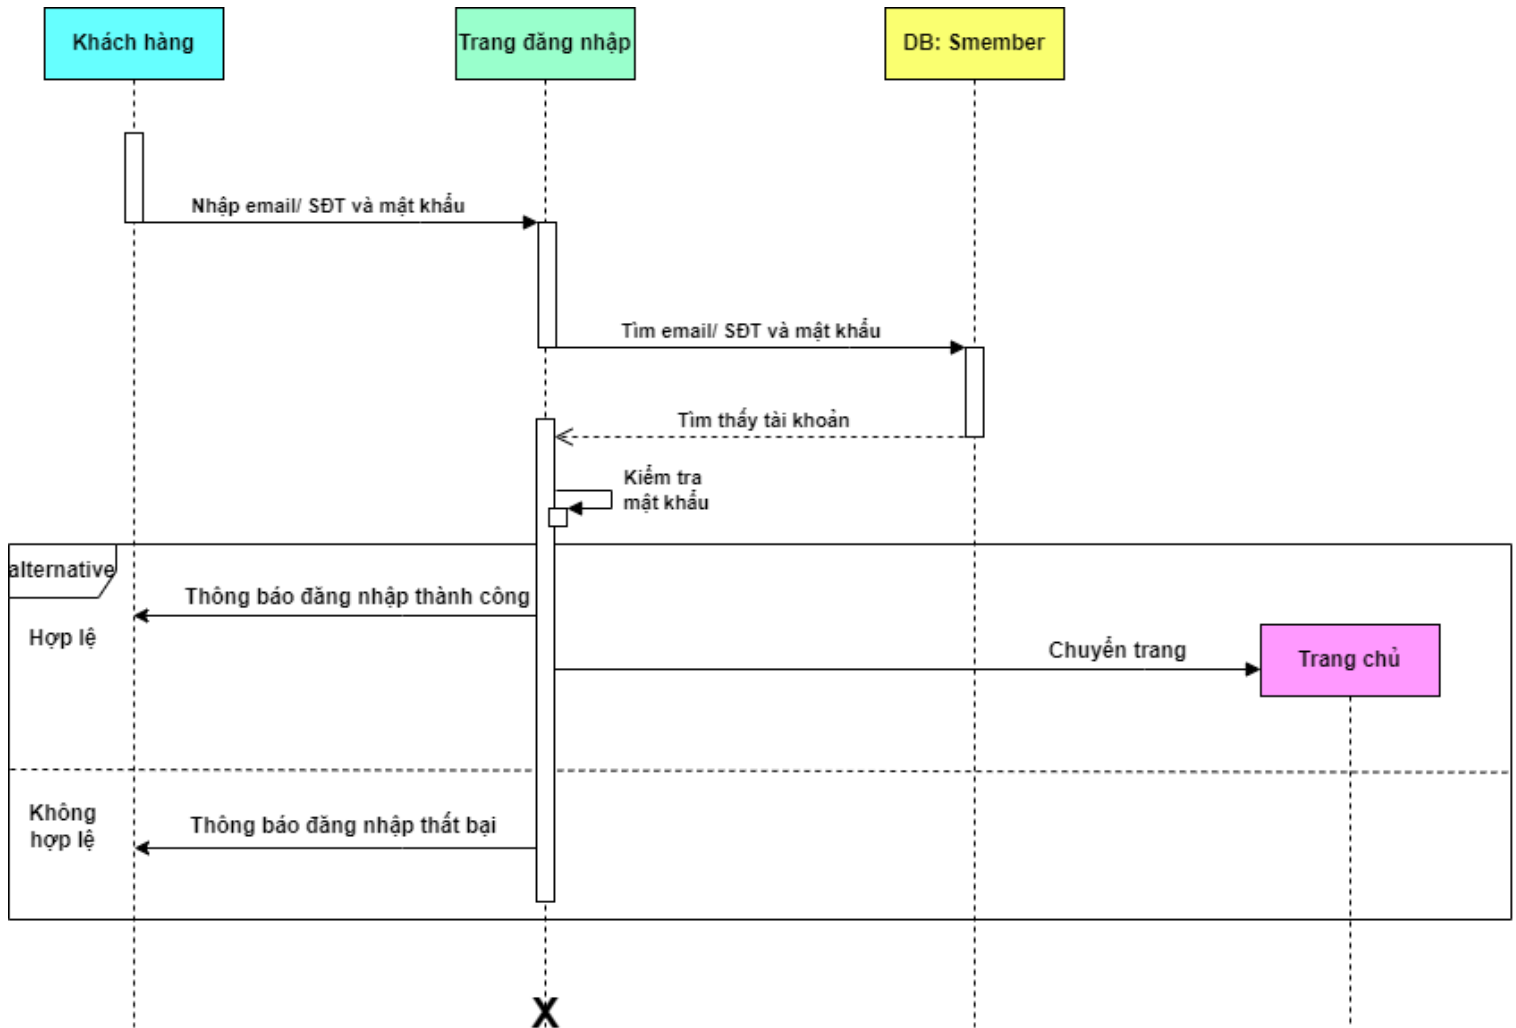 Khách hàng
Trang đăng nhập
DB: Smember
Nhập email/ SĐT và mật khẩu
Tìm email/ SĐT và mật khẩu
Tìm thấy tài khoản
Kiểm tra
mật khẩu
alternative
Thông báo đăng nhập thành công
Hợp lệ
Chuyển trang
Trang chủ
Không
hợp lệ
Thông báo đăng nhập thất bại
X